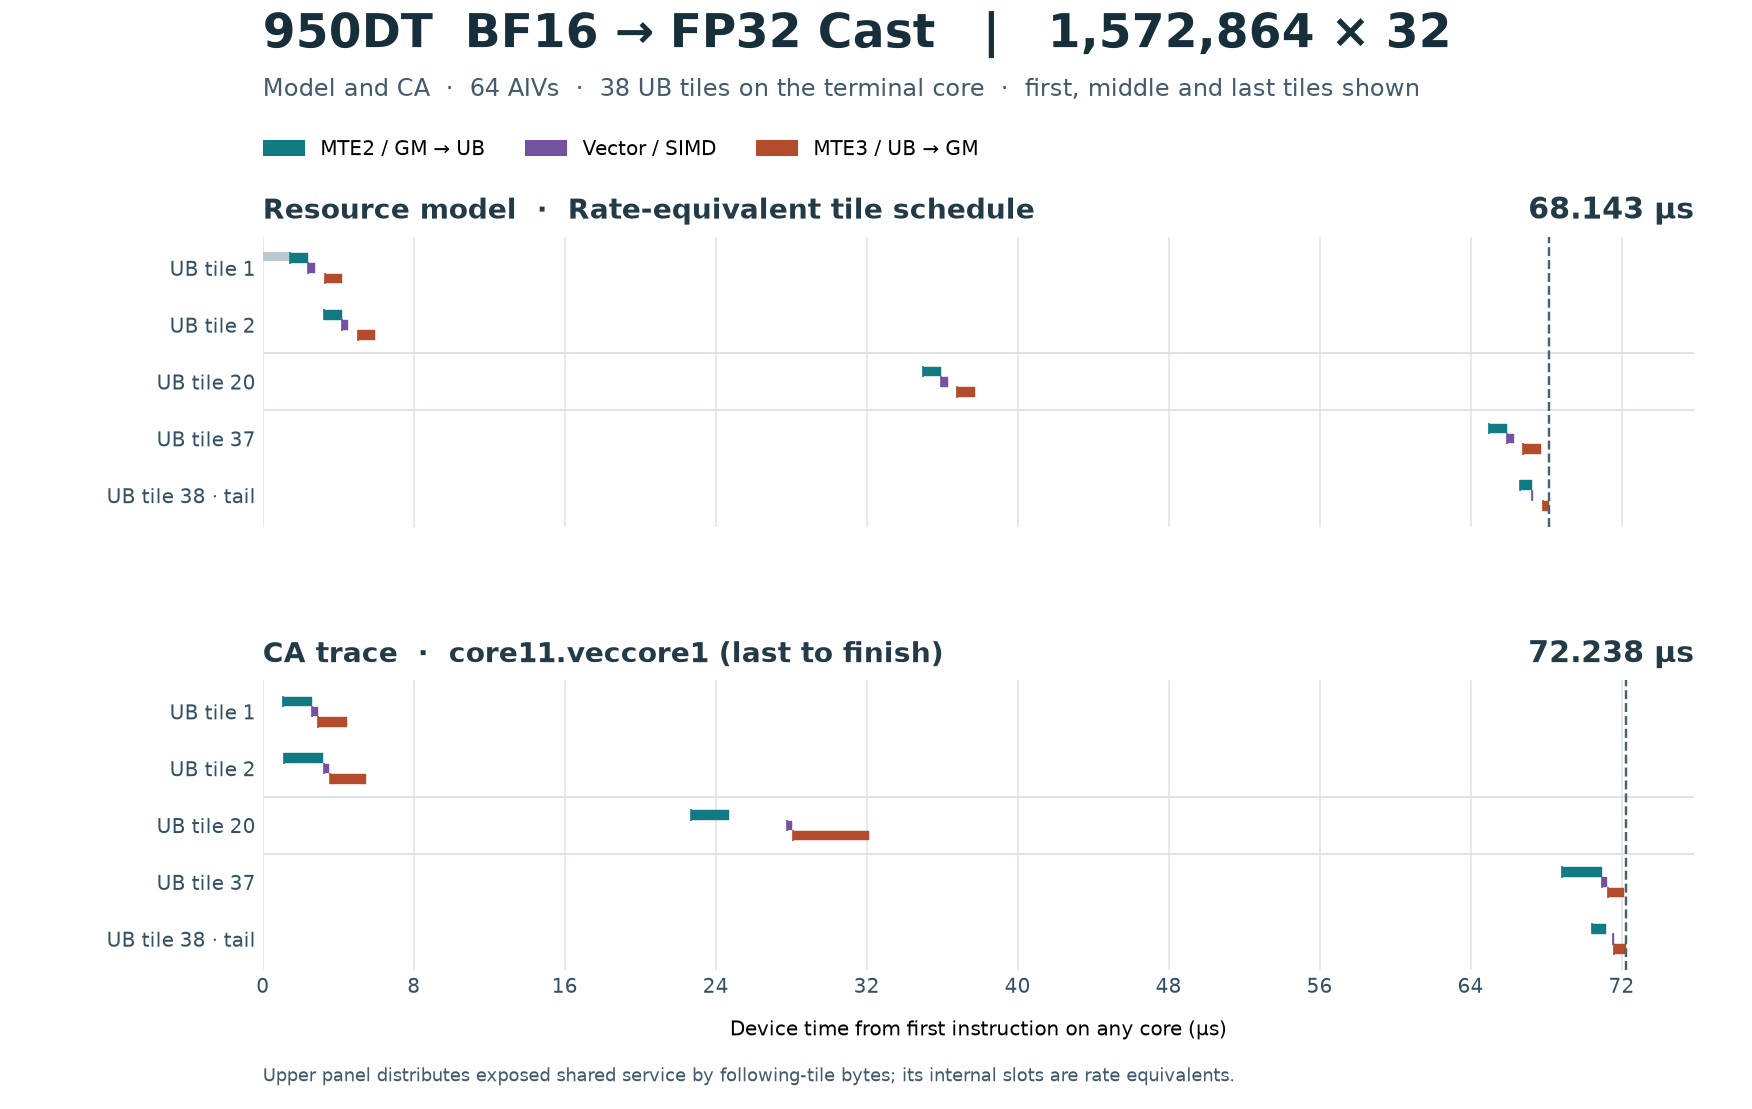 950DT BF16 → FP32 Cast | 1,572,864 × 32
Model and CA · 64 AIVs · 38 UB tiles on the terminal core · first, middle and last tiles shown
MTE2 / GM → UB Vector / SIMD MTE3 / UB → GM
Resource model · Rate-equivalent tile schedule 68.143 µs
UB tile 1
UB tile 2
UB tile 20
UB tile 37
UB tile 38 · tail
CA trace · core11.veccore1 (last to finish) 72.238 µs
UB tile 1
UB tile 2
UB tile 20
UB tile 37
UB tile 38 · tail
0 8 16 24 32 40 48 56 64 72
Device time from first instruction on any core (µs)
Upper panel distributes exposed shared service by following-tile bytes; its internal slots are rate equivalents.